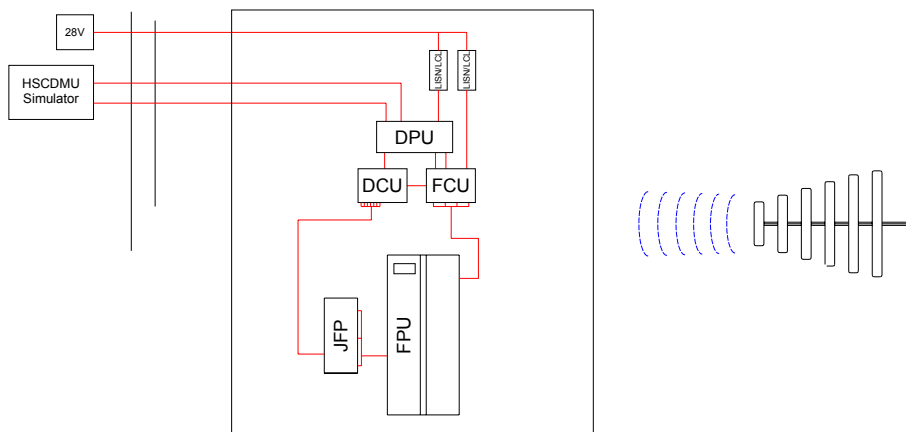 28V
HSCDMU
Simulator
LISN/LCL
LISN/LCL
DPU
DCU
FCU
JFP
FPU